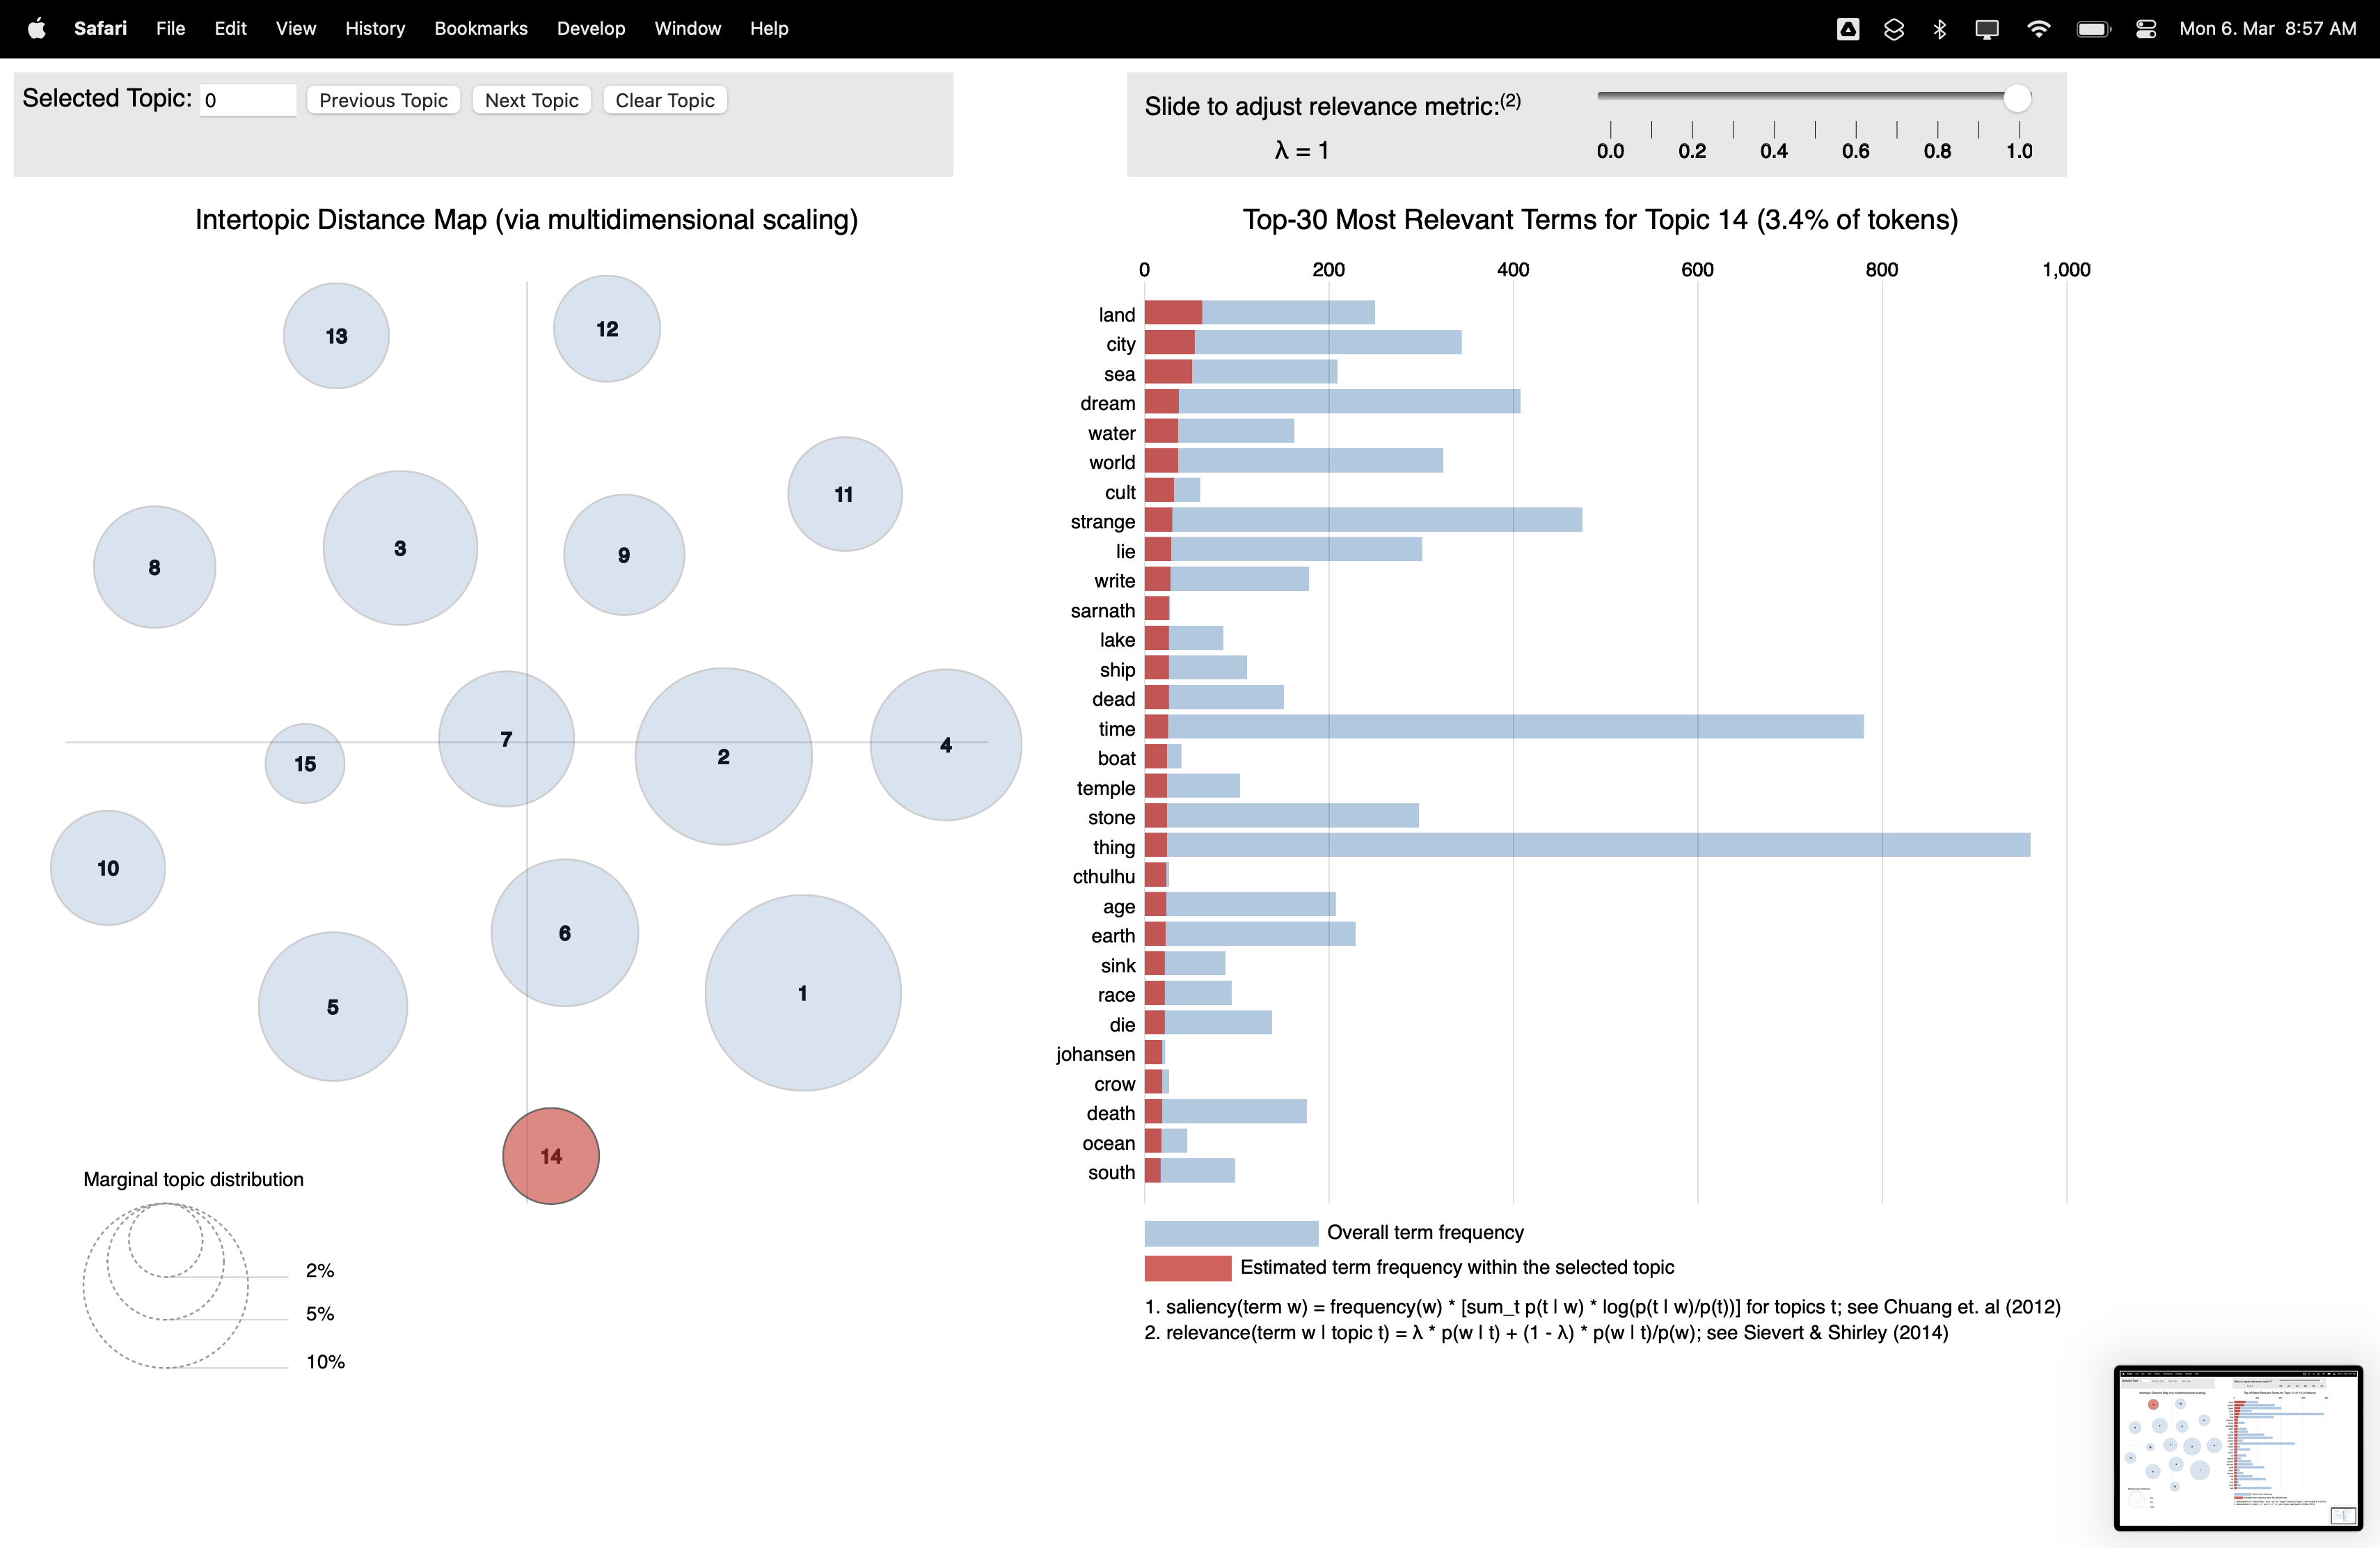 Safari File Edit View History Bookmarks Develop Window Help Mon 6. Mar 8:57 AM
Selected Topic: 0 Previous Topic Next Topic Clear Topic
Slide to adjust relevance metric:(2)
λ = 1
0.0 0.2 0.4 0.6 0.8 1.0
Intertopic Distance Map (via multidimensional scaling)
13
12
11
3
9
8
7
4
2
15
10
6
1
5
14
Marginal topic distribution
2%
5%
10%
Top-30 Most Relevant Terms for Topic 14 (3.4% of tokens)
0 200 400 600 800 1,000
land
city
sea
dream
water
world
cult
strange
lie
write
sarnath
lake
ship
dead
time
boat
temple
stone
thing
cthulhu
age
earth
sink
race
die
johansen
crow
death
ocean
south
Overall term frequency
Estimated term frequency within the selected topic
1. saliency(term w) = frequency(w) * [sum_t p(t | w) * log(p(t | w)/p(t))] for topics t; see Chuang et. al (2012)
2. relevance(term w | topic t) = λ * p(w | t) + (1 - λ) * p(w | t)/p(w); see Sievert & Shirley (2014)